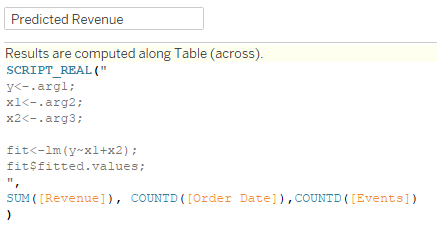 Predicted Revenue
Results are computed along Table (across).
SCRIPT_REAL("
y<-.arg1;
x1<-.arg2;
x2<-.arg3;
fit<-lm(y~x1+x2);
fit$fitted.values;
",
SUM([Revenue]), COUNTD([Order Date]),COUNTD([Events])
)